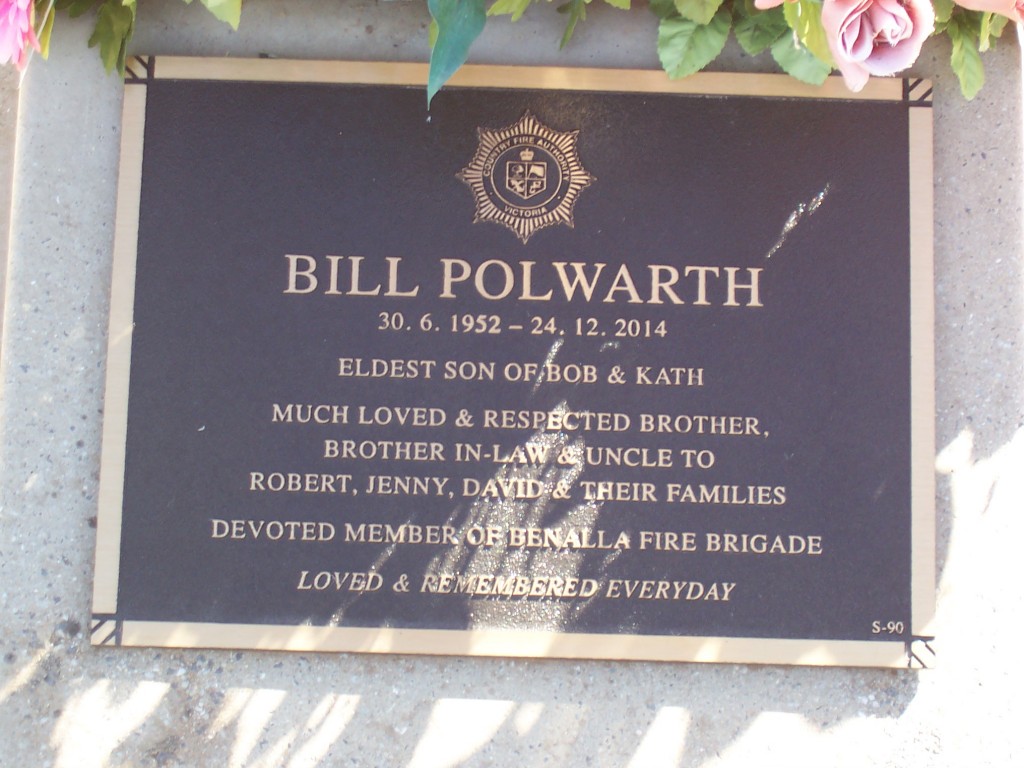 COUNTRY FIRE AUTHORITY
VICTORIA
BILL POLWARTH
30. 6. 1952 – 24. 12. 2014
ELDEST SON OF BOB & KATH
MUCH LOVED & RESPECTED BROTHER,
BROTHER IN-LAW & UNCLE TO
ROBERT, JENNY, DAVID & THEIR FAMILIES
DEVOTED MEMBER OF BENALLA FIRE BRIGADE
LOVED & REMEMBERED EVERYDAY
S-90